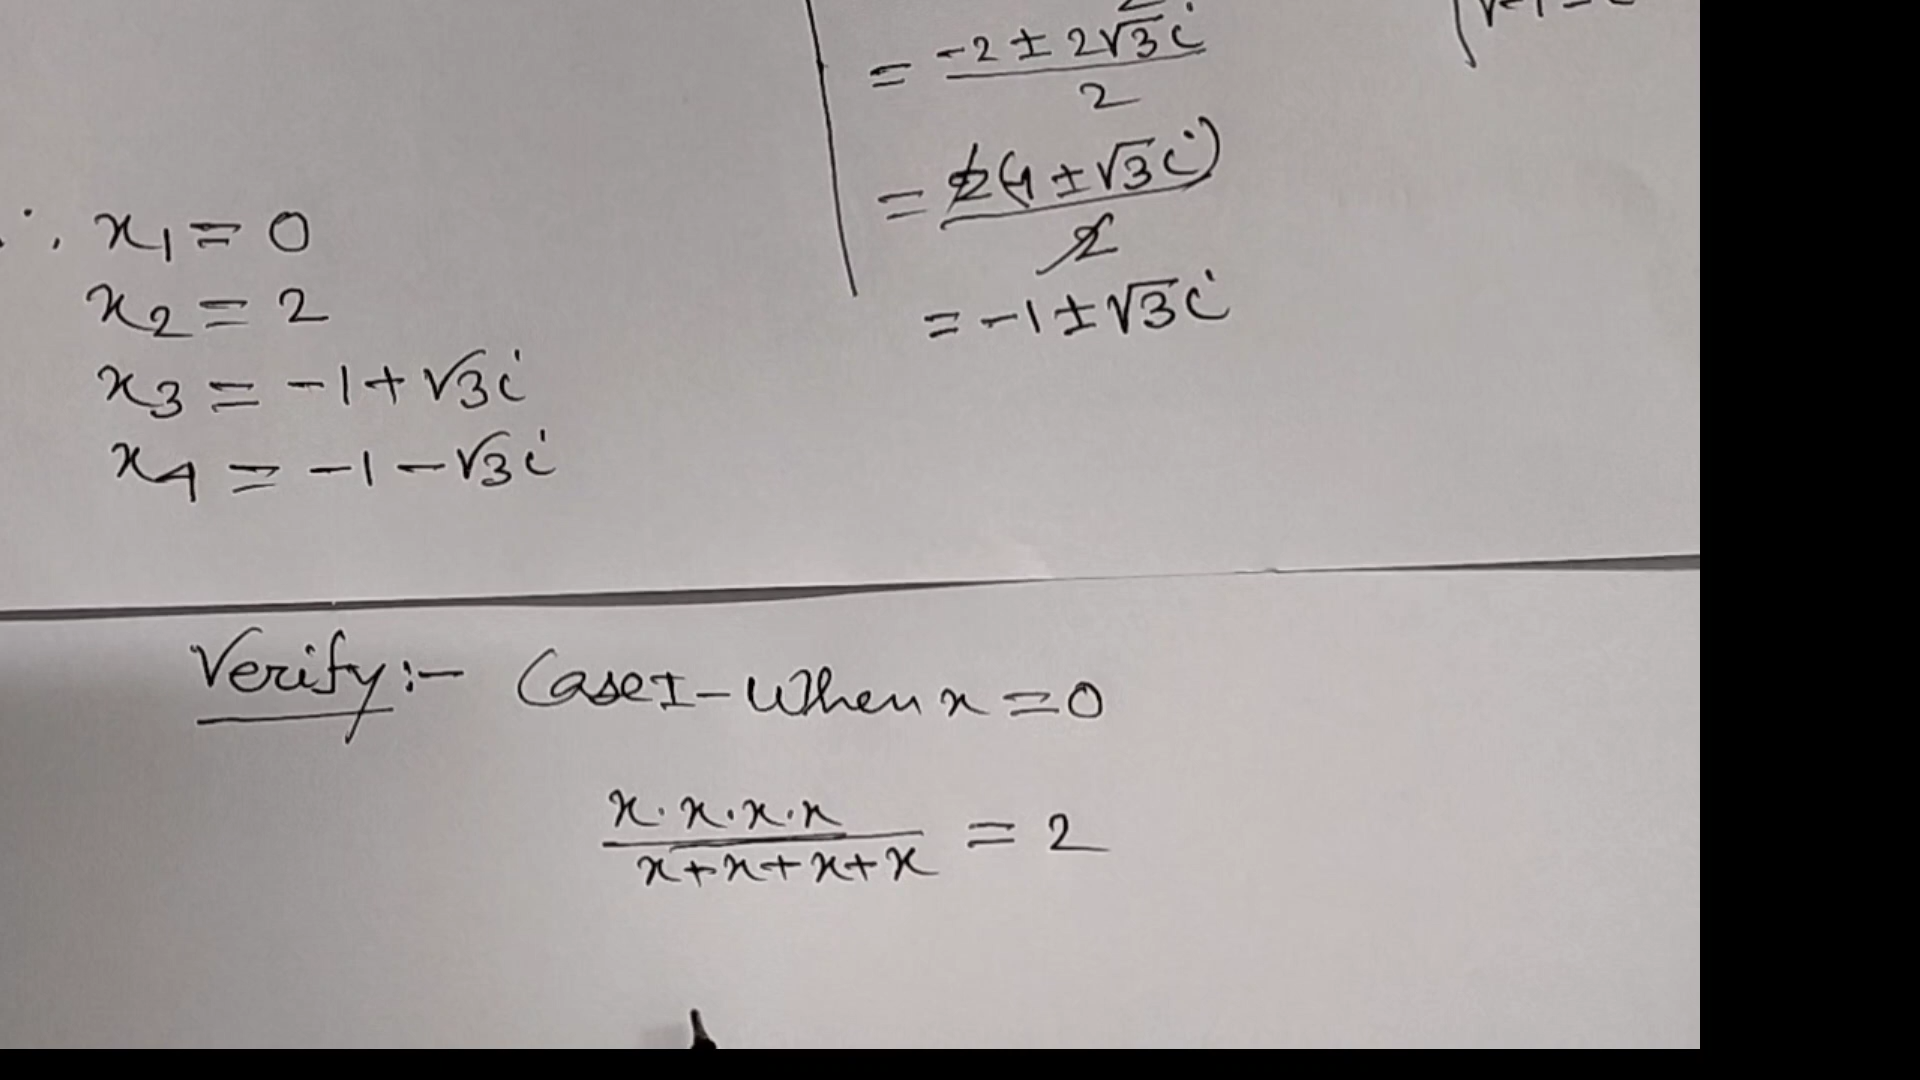 = (-2 ± 2√3i)/2
= 2(-1 ± √3i)/2
= -1 ± √3i
∴ x₁ = 0
x₂ = 2
x₃ = -1 + √3i
x₄ = -1 - √3i
Verify:- Case I - When x = 0
(x·x·x·x)/(x+x+x+x) = 2